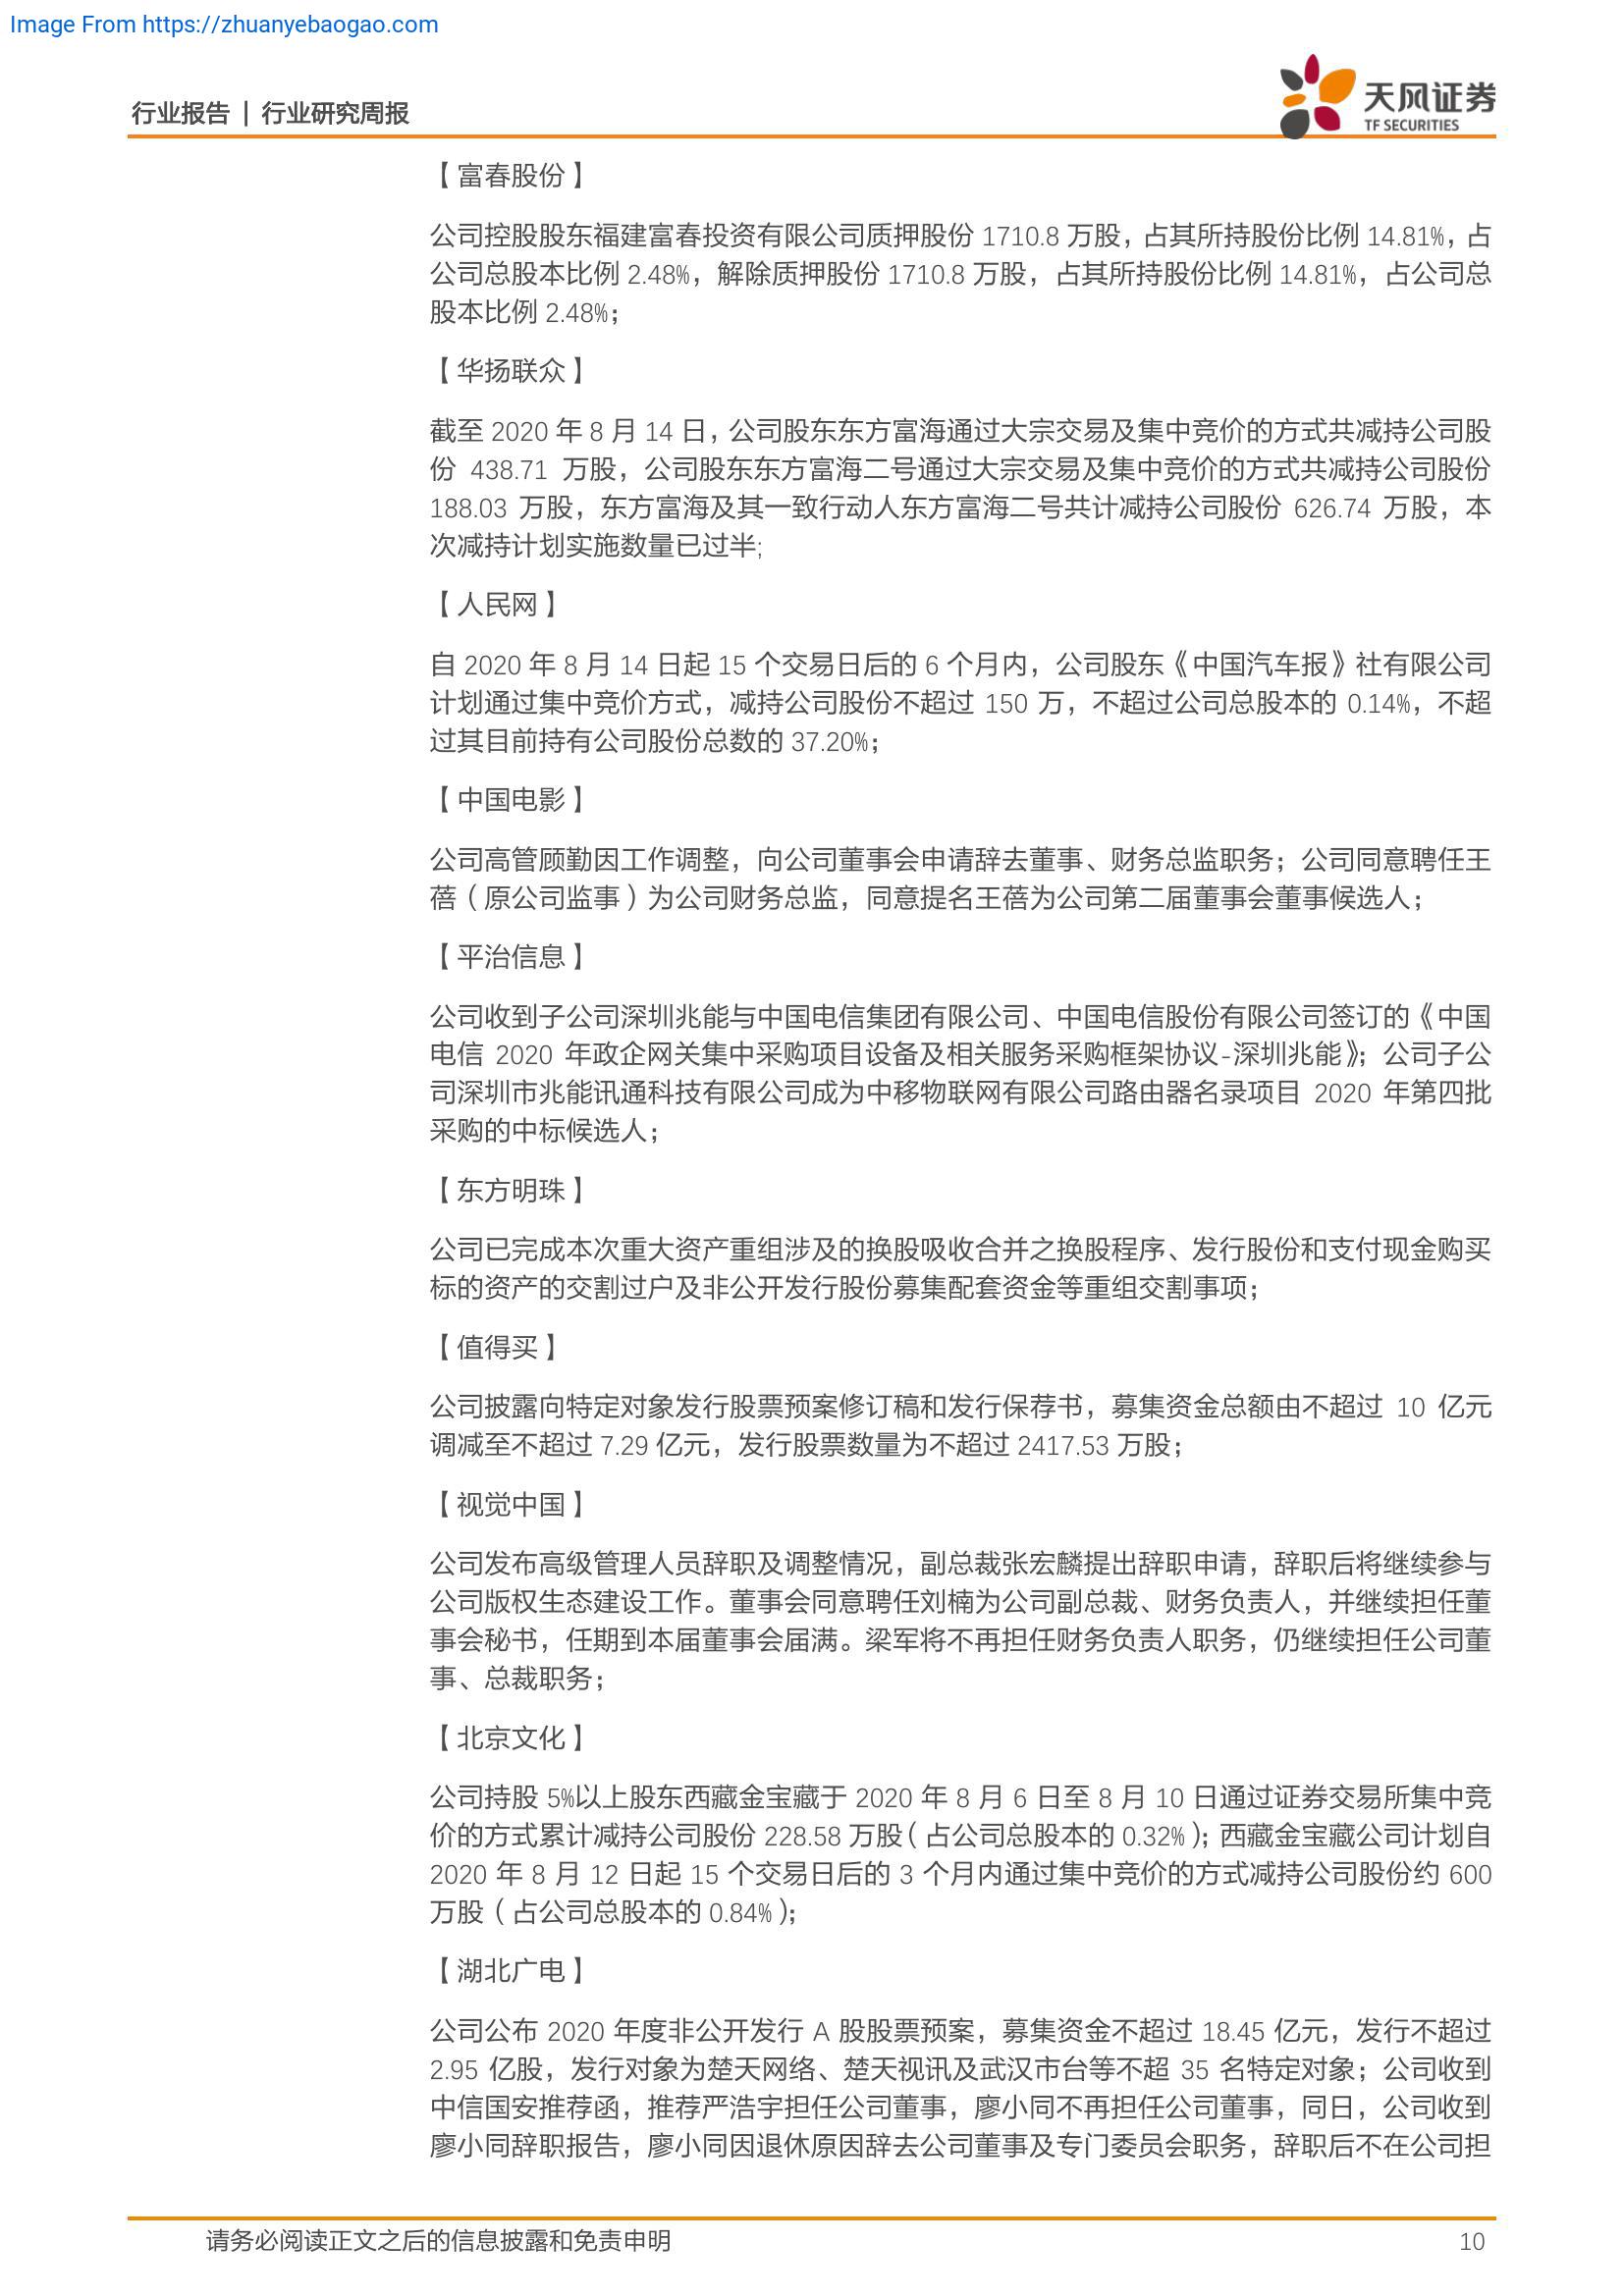 Image From https://zhuanyebaogao.com
行业报告 | 行业研究周报
天风证券
TF SECURITIES
【富春股份】
公司控股股东福建富春投资有限公司质押股份 1710.8 万股，占其所持股份比例 14.81%，占
公司总股本比例 2.48%，解除质押股份 1710.8 万股，占其所持股份比例 14.81%，占公司总
股本比例 2.48%；
【华扬联众】
截至 2020 年 8 月 14 日，公司股东东方富海通过大宗交易及集中竞价的方式共减持公司股
份 438.71 万股，公司股东东方富海二号通过大宗交易及集中竞价的方式共减持公司股份
188.03 万股，东方富海及其一致行动人东方富海二号共计减持公司股份 626.74 万股，本
次减持计划实施数量已过半;
【人民网】
自 2020 年 8 月 14 日起 15 个交易日后的 6 个月内，公司股东《中国汽车报》社有限公司
计划通过集中竞价方式，减持公司股份不超过 150 万，不超过公司总股本的 0.14%，不超
过其目前持有公司股份总数的 37.20%；
【中国电影】
公司高管顾勤因工作调整，向公司董事会申请辞去董事、财务总监职务；公司同意聘任王
蓓（原公司监事）为公司财务总监，同意提名王蓓为公司第二届董事会董事候选人；
【平治信息】
公司收到子公司深圳兆能与中国电信集团有限公司、中国电信股份有限公司签订的《中国
电信 2020 年政企网关集中采购项目设备及相关服务采购框架协议-深圳兆能》；公司子公
司深圳市兆能讯通科技有限公司成为中移物联网有限公司路由器名录项目 2020 年第四批
采购的中标候选人；
【东方明珠】
公司已完成本次重大资产重组涉及的换股吸收合并之换股程序、发行股份和支付现金购买
标的资产的交割过户及非公开发行股份募集配套资金等重组交割事项；
【值得买】
公司披露向特定对象发行股票预案修订稿和发行保荐书，募集资金总额由不超过 10 亿元
调减至不超过 7.29 亿元，发行股票数量为不超过 2417.53 万股；
【视觉中国】
公司发布高级管理人员辞职及调整情况，副总裁张宏麟提出辞职申请，辞职后将继续参与
公司版权生态建设工作。董事会同意聘任刘楠为公司副总裁、财务负责人，并继续担任董
事会秘书，任期到本届董事会届满。梁军将不再担任财务负责人职务，仍继续担任公司董
事、总裁职务；
【北京文化】
公司持股 5%以上股东西藏金宝藏于 2020 年 8 月 6 日至 8 月 10 日通过证券交易所集中竞
价的方式累计减持公司股份 228.58 万股（占公司总股本的 0.32%）；西藏金宝藏公司计划自
2020 年 8 月 12 日起 15 个交易日后的 3 个月内通过集中竞价的方式减持公司股份约 600
万股（占公司总股本的 0.84%）；
【湖北广电】
公司公布 2020 年度非公开发行 A 股股票预案，募集资金不超过 18.45 亿元，发行不超过
2.95 亿股，发行对象为楚天网络、楚天视讯及武汉市台等不超 35 名特定对象；公司收到
中信国安推荐函，推荐严浩宇担任公司董事，廖小同不再担任公司董事，同日，公司收到
廖小同辞职报告，廖小同因退休原因辞去公司董事及专门委员会职务，辞职后不在公司担
请务必阅读正文之后的信息披露和免责申明
10